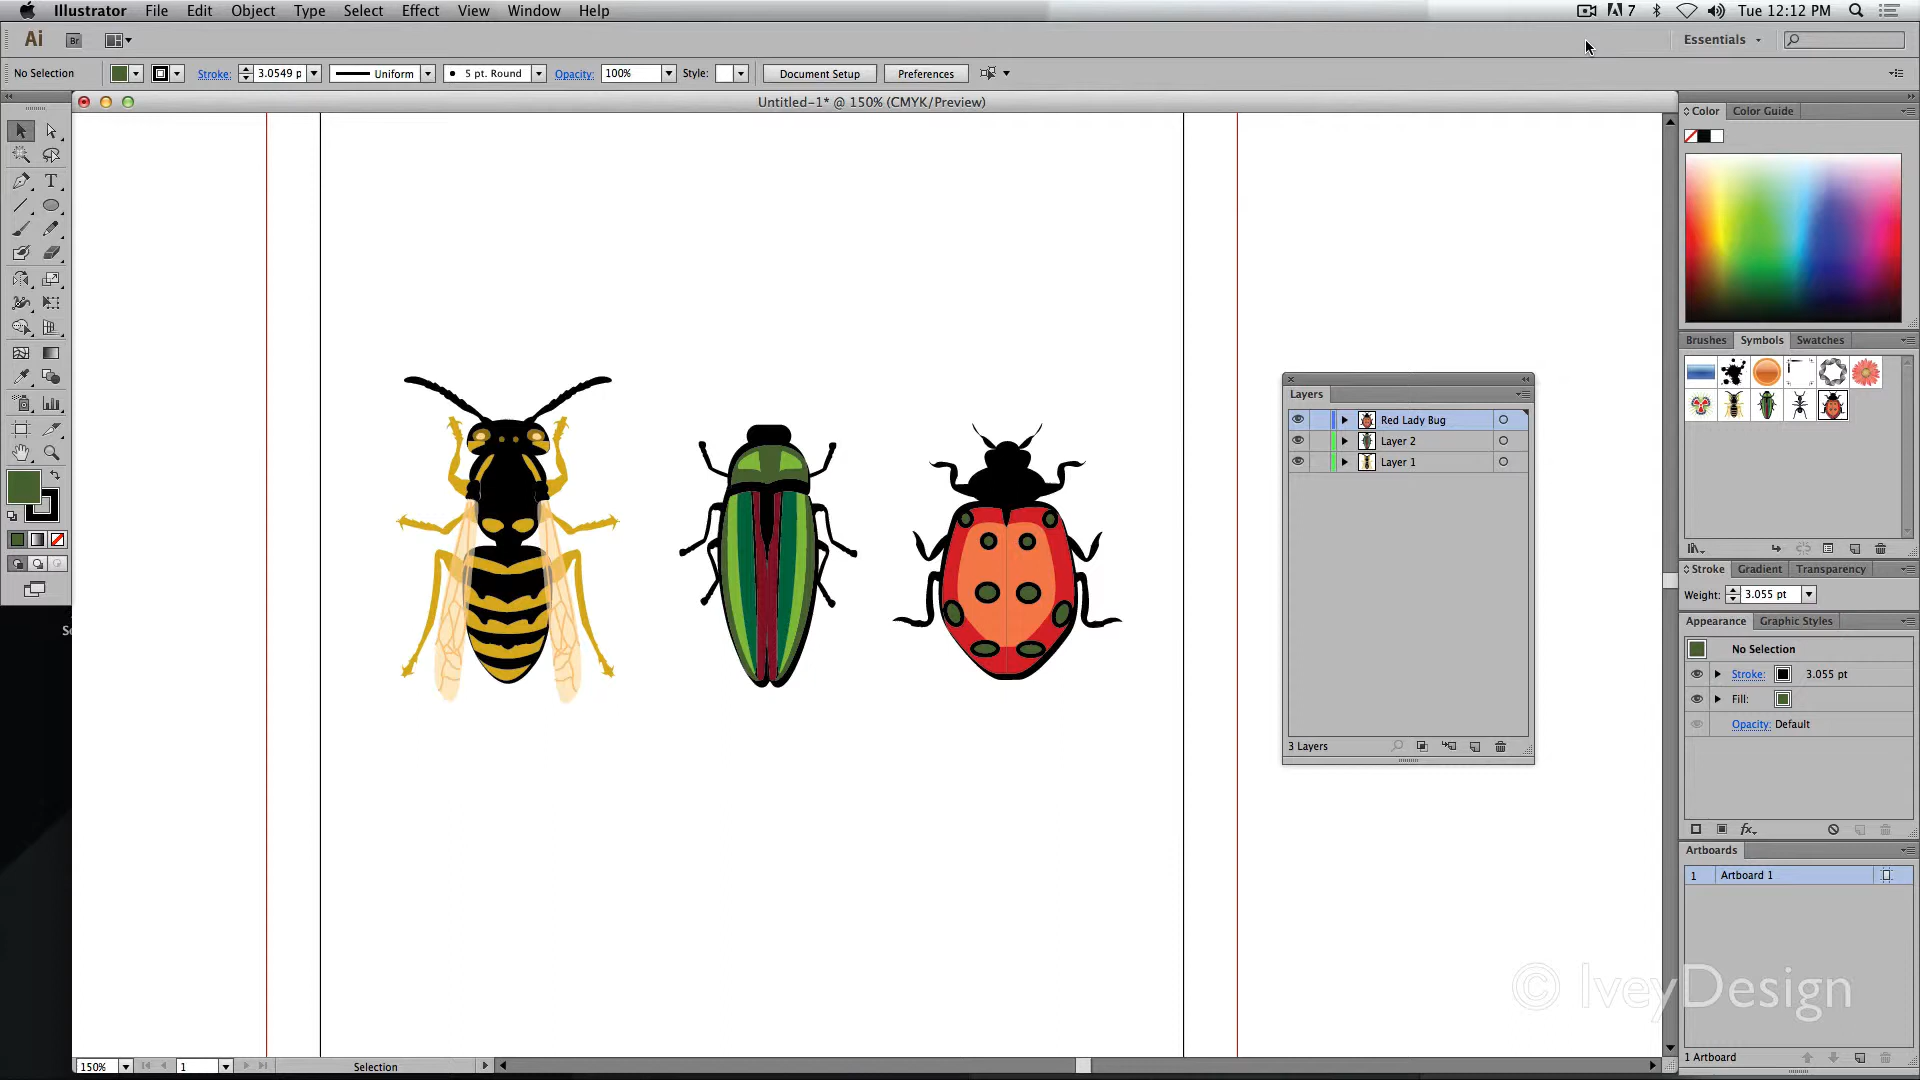 Illustrator File Edit Object Type Select Effect View Window Help
7 Tue 12:12 PM
Ai Br Essentials
No Selection Stroke: 3.0549 p Uniform 5 pt. Round Opacity: 100% Style: Document Setup Preferences
Untitled-1* @ 150% (CMYK/Preview)
Color Color Guide
Brushes Symbols Swatches
Layers
Red Lady Bug
Layer 2
Layer 1
3 Layers
Stroke Gradient Transparency
Weight: 3.055 pt
Appearance Graphic Styles
No Selection
Stroke: 3.055 pt
Fill:
Opacity: Default
fx
Artboards
1 Artboard 1
© IveyDesign
1 Artboard
150% 1 Selection